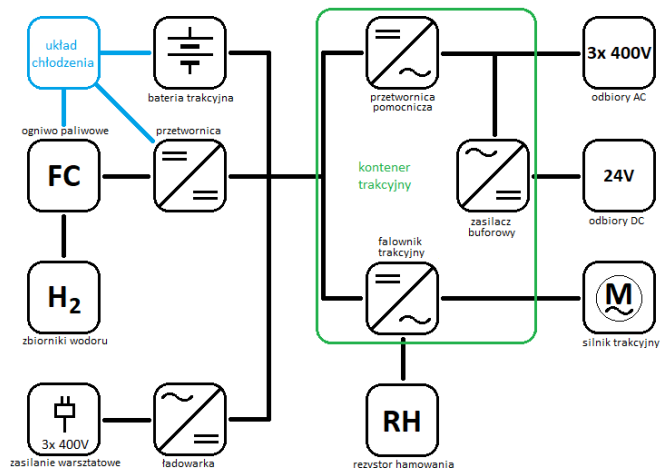 układ
chłodzenia
bateria trakcyjna
przetwornica
pomocnicza
3x 400V
odbiory AC
ogniwo paliwowe
FC
przetwornica
kontener
trakcyjny
zasilacz
buforowy
24V
odbiory DC
H2
zbiorniki wodoru
falownik
trakcyjny
M
silnik trakcyjny
3x 400V
zasilanie warsztatowe
ładowarka
RH
rezystor hamowania